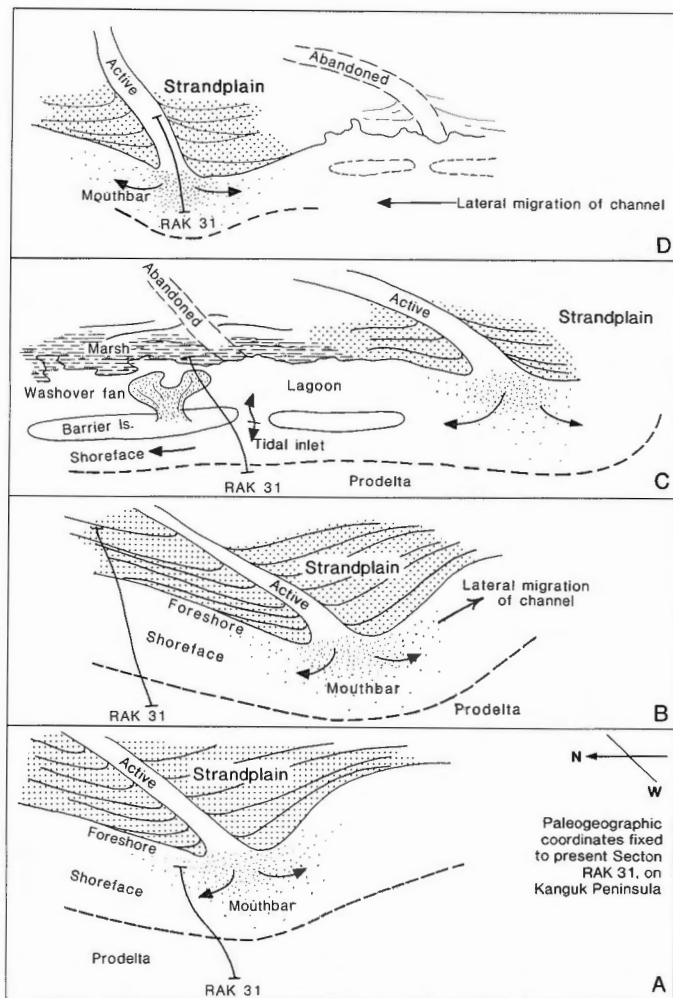 Abandoned
Active
Strandplain
Mouthbar
RAK 31
Lateral migration of channel
D
Abandoned
Active
Strandplain
Marsh
Washover fan
Lagoon
Barrier Is.
Tidal inlet
Shoreface
Prodelta
RAK 31
C
Strandplain
Active
Lateral migration
of channel
Foreshore
Shoreface
Mouthbar
Prodelta
RAK 31
B
Active
Strandplain
N
W
Foreshore
Shoreface
Mouthbar
Paleogeographic
coordinates fixed
to present Secton
RAK 31, on
Kanguk Peninsula
Prodelta
RAK 31
A